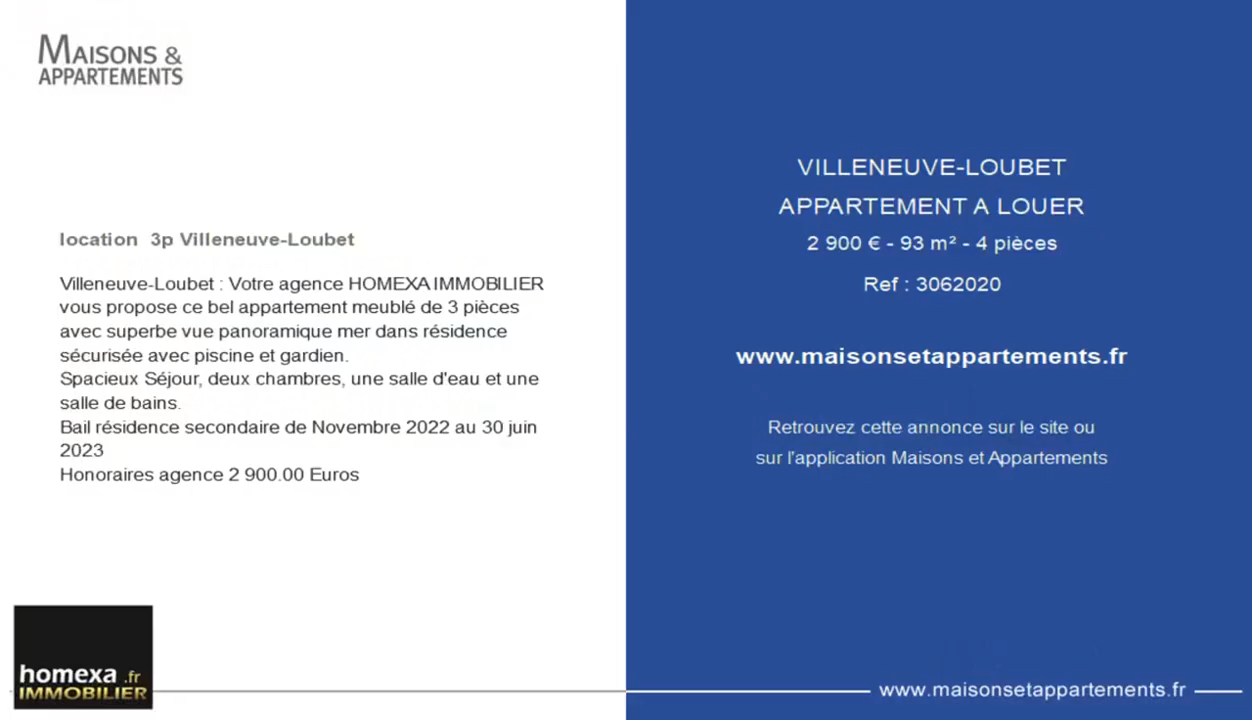 MAISONS &
APPARTEMENTS
location 3p Villeneuve-Loubet
Villeneuve-Loubet : Votre agence HOMEXA IMMOBILIER
vous propose ce bel appartement meublé de 3 pièces
avec superbe vue panoramique mer dans résidence
sécurisée avec piscine et gardien.
Spacieux Séjour, deux chambres, une salle d'eau et une
salle de bains.
Bail résidence secondaire de Novembre 2022 au 30 juin
2023
Honoraires agence 2 900.00 Euros
homexa .fr
IMMOBILIER
VILLENEUVE-LOUBET
APPARTEMENT A LOUER
2 900 € - 93 m² - 4 pièces
Ref : 3062020
www.maisonsetappartements.fr
Retrouvez cette annonce sur le site ou
sur l'application Maisons et Appartements
www.maisonsetappartements.fr